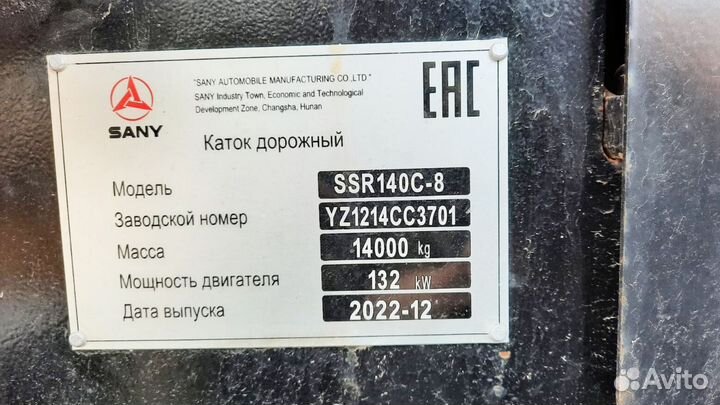 "SANY AUTOMOBILE MANUFACTURING CO.,LTD."
SANY Industry Town, Economic and Technological
Development Zone, Changsha, Hunan
EAC
SANY
Каток дорожный
Модель SSR140C-8
Заводской номер YZ1214CC3701
Масса 14000 kg
Мощность двигателя 132 kW
Дата выпуска 2022-12
Avito